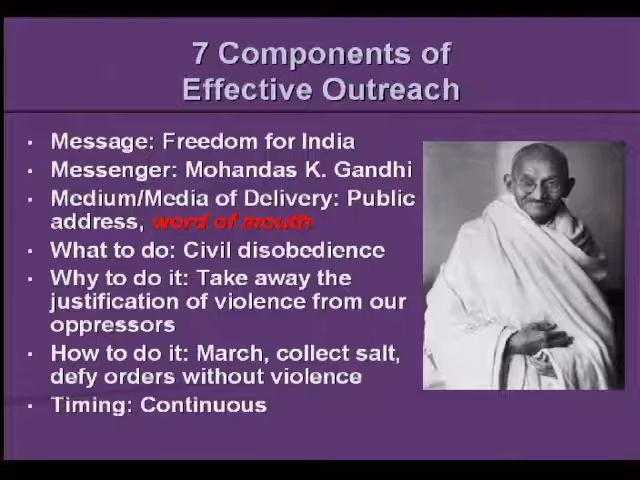 7 Components of
Effective Outreach
• Message: Freedom for India
• Messenger: Mohandas K. Gandhi
• Medium/Media of Delivery: Public
address, word of mouth
• What to do: Civil disobedience
• Why to do it: Take away the
justification of violence from our
oppressors
• How to do it: March, collect salt,
defy orders without violence
• Timing: Continuous